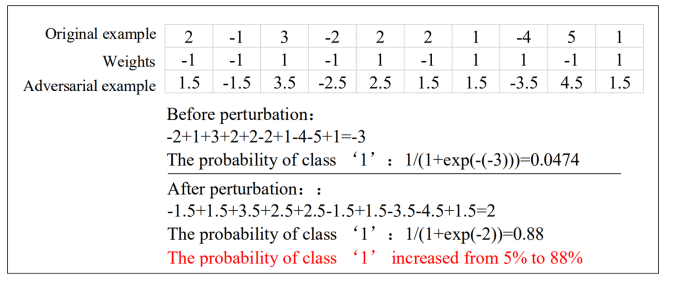 Original example 2 -1 3 -2 2 2 1 -4 5 1
Weights -1 -1 1 -1 1 -1 1 1 -1 1
Adversarial example 1.5 -1.5 3.5 -2.5 2.5 1.5 1.5 -3.5 4.5 1.5
Before perturbation：
-2+1+3+2+2-2+1-4-5+1=-3
The probability of class ‘1’：1/(1+exp(-(-3)))=0.0474
After perturbation：:
-1.5+1.5+3.5+2.5+2.5-1.5+1.5-3.5-4.5+1.5=2
The probability of class ‘1’：1/(1+exp(-2))=0.88
The probability of class ‘1’ increased from 5% to 88%